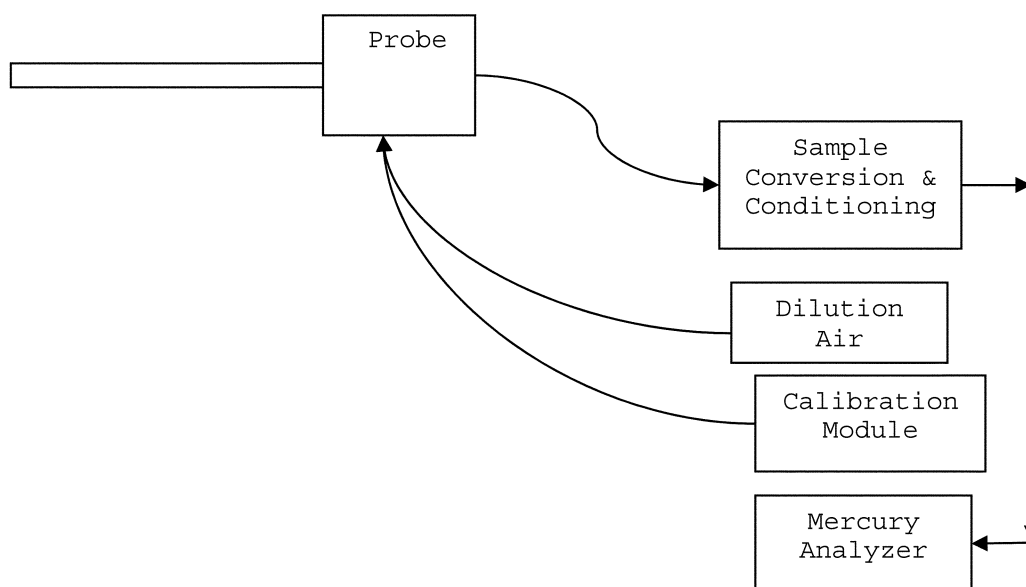 Probe
Sample
Conversion &
Conditioning
Dilution
Air
Calibration
Module
Mercury
Analyzer